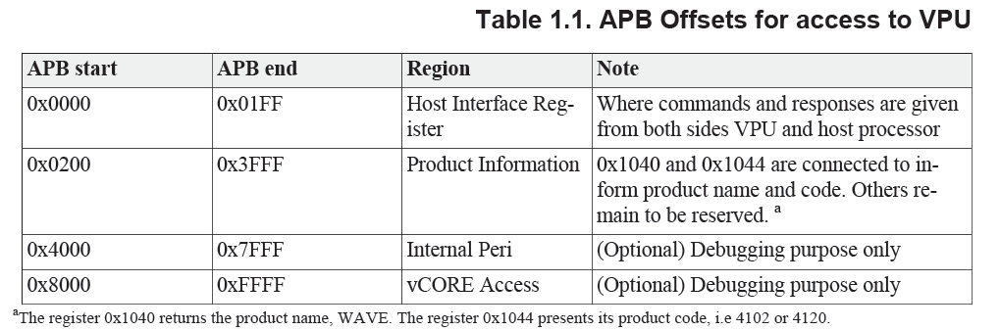 Table 1.1. APB Offsets for access to VPU
APB start APB end Region Note
0x0000 0x01FF Host Interface Reg- Where commands and responses are given
ister from both sides VPU and host processor
0x0200 0x3FFF Product Information 0x1040 and 0x1044 are connected to in-
form product name and code. Others re-
main to be reserved. a
0x4000 0x7FFF Internal Peri (Optional) Debugging purpose only
0x8000 0xFFFF vCORE Access (Optional) Debugging purpose only
aThe register 0x1040 returns the product name, WAVE. The register 0x1044 presents its product code, i.e 4102 or 4120.